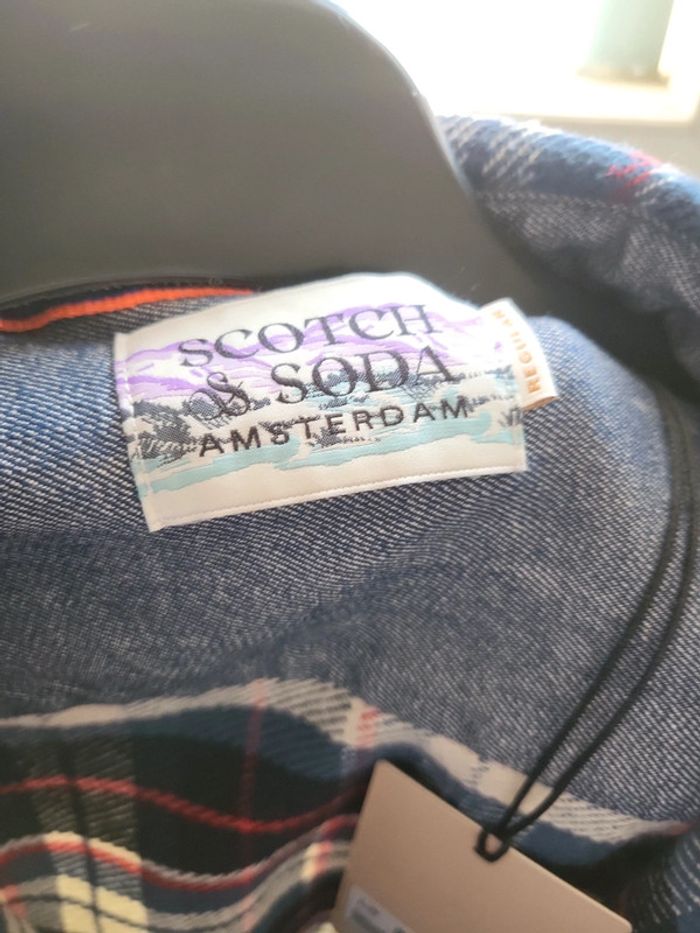 SCOTCH
& SODA
AMSTERDAM
REGULAR